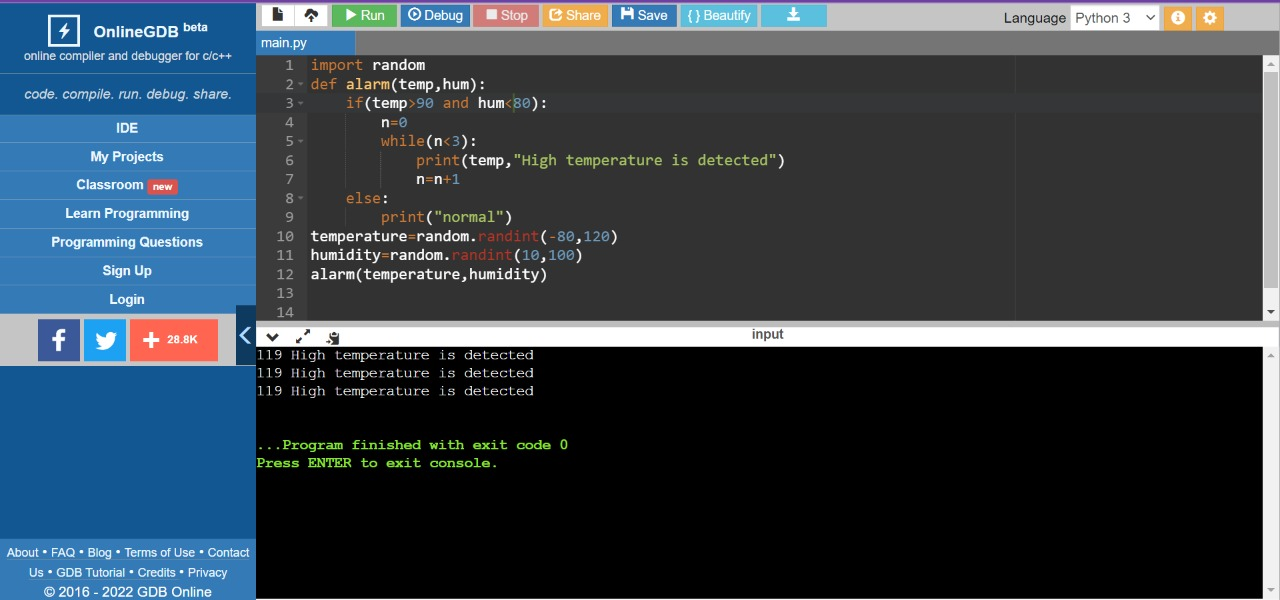 OnlineGDB beta
online compiler and debugger for c/c++
code. compile. run. debug. share.
IDE
My Projects
Classroom new
Learn Programming
Programming Questions
Sign Up
Login
f + 28.8K
About • FAQ • Blog • Terms of Use • Contact
Us • GDB Tutorial • Credits • Privacy
© 2016 - 2022 GDB Online
Run Debug Stop Share Save { } Beautify
Language Python 3
main.py
1 import random
2 def alarm(temp,hum):
3     if(temp>90 and hum<80):
4         n=0
5         while(n<3):
6             print(temp,"High temperature is detected")
7             n=n+1
8     else:
9         print("normal")
10 temperature=random.randint(-80,120)
11 humidity=random.randint(10,100)
12 alarm(temperature,humidity)
13
14
input
119 High temperature is detected
119 High temperature is detected
119 High temperature is detected
...Program finished with exit code 0
Press ENTER to exit console.